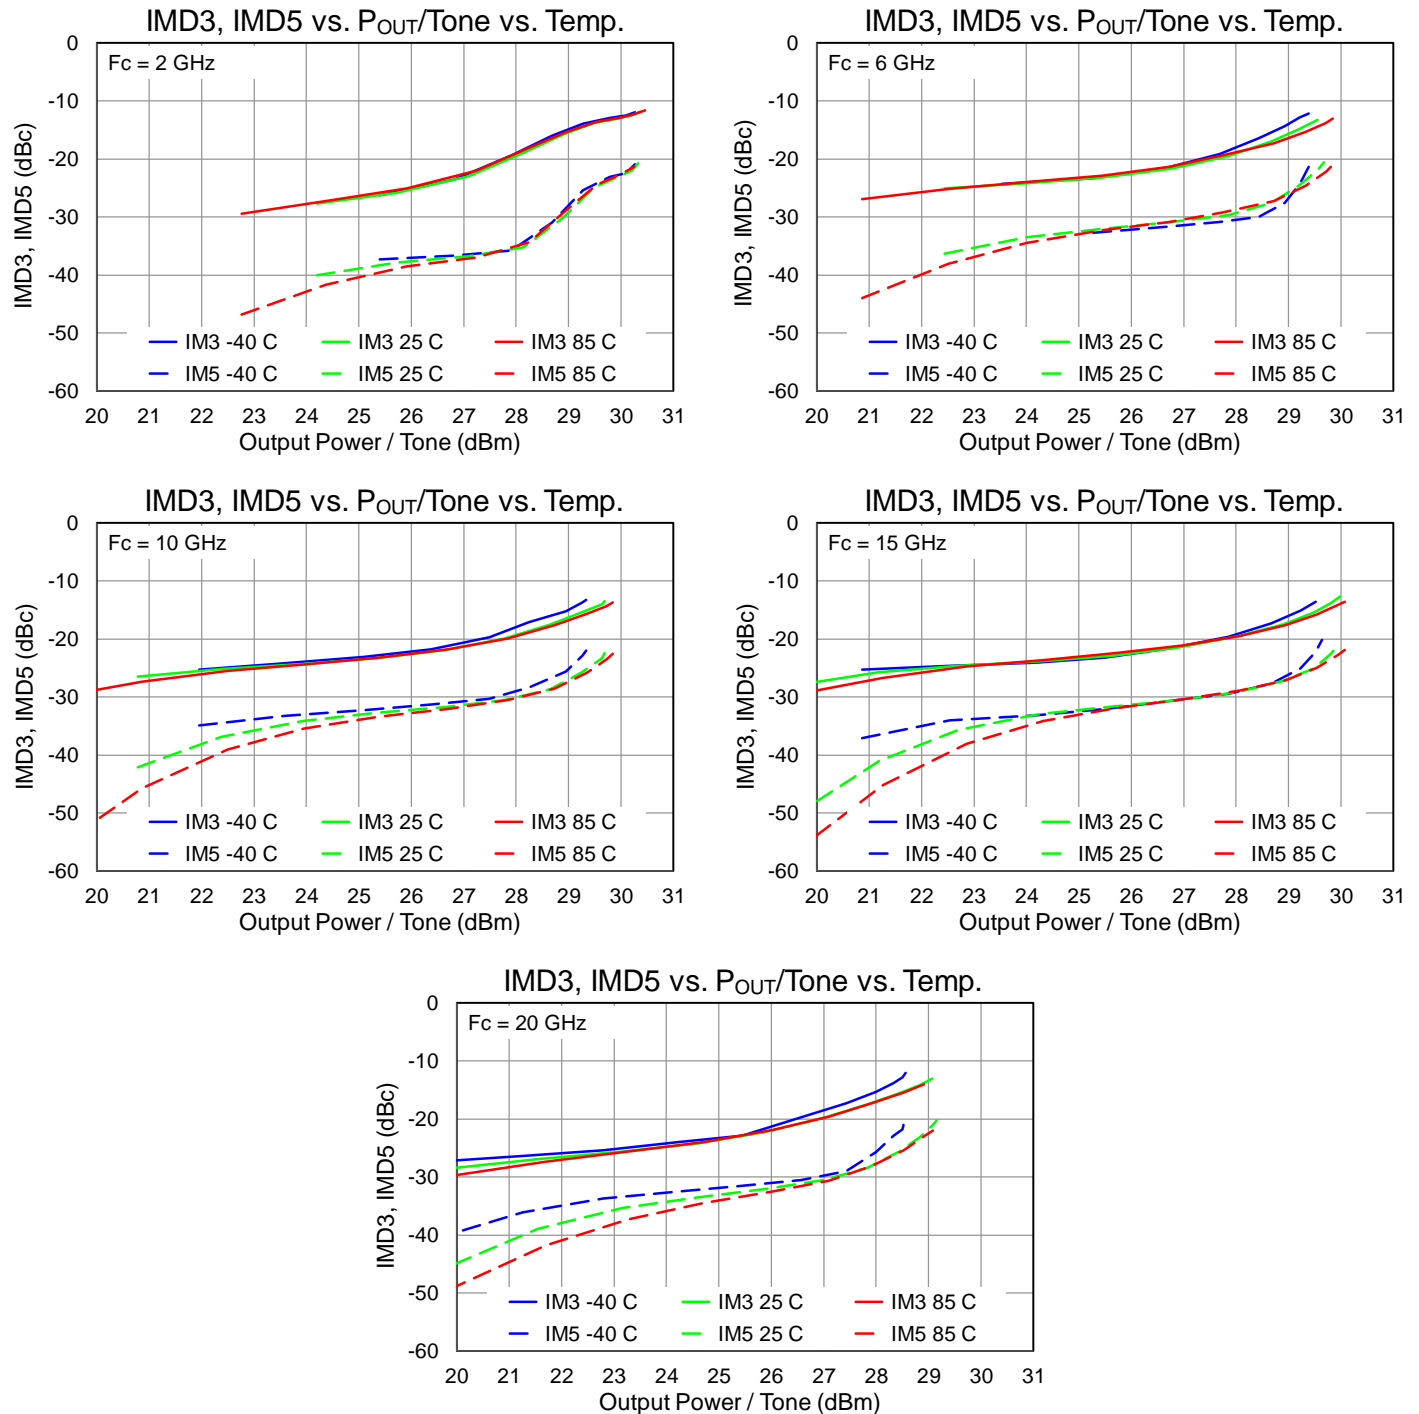 IMD3, IMD5 vs. POUT/Tone vs. Temp.
Fc = 2 GHz
IMD3, IMD5 (dBc)
0
-10
-20
-30
-40
-50
-60
IM3 -40 C IM3 25 C IM3 85 C
IM5 -40 C IM5 25 C IM5 85 C
20 21 22 23 24 25 26 27 28 29 30 31
Output Power / Tone (dBm)
IMD3, IMD5 vs. POUT/Tone vs. Temp.
Fc = 6 GHz
IMD3, IMD5 (dBc)
0
-10
-20
-30
-40
-50
-60
IM3 -40 C IM3 25 C IM3 85 C
IM5 -40 C IM5 25 C IM5 85 C
20 21 22 23 24 25 26 27 28 29 30 31
Output Power / Tone (dBm)
IMD3, IMD5 vs. POUT/Tone vs. Temp.
Fc = 10 GHz
IMD3, IMD5 (dBc)
0
-10
-20
-30
-40
-50
-60
IM3 -40 C IM3 25 C IM3 85 C
IM5 -40 C IM5 25 C IM5 85 C
20 21 22 23 24 25 26 27 28 29 30 31
Output Power / Tone (dBm)
IMD3, IMD5 vs. POUT/Tone vs. Temp.
Fc = 15 GHz
IMD3, IMD5 (dBc)
0
-10
-20
-30
-40
-50
-60
IM3 -40 C IM3 25 C IM3 85 C
IM5 -40 C IM5 25 C IM5 85 C
20 21 22 23 24 25 26 27 28 29 30 31
Output Power / Tone (dBm)
IMD3, IMD5 vs. POUT/Tone vs. Temp.
Fc = 20 GHz
IMD3, IMD5 (dBc)
0
-10
-20
-30
-40
-50
-60
IM3 -40 C IM3 25 C IM3 85 C
IM5 -40 C IM5 25 C IM5 85 C
20 21 22 23 24 25 26 27 28 29 30 31
Output Power / Tone (dBm)